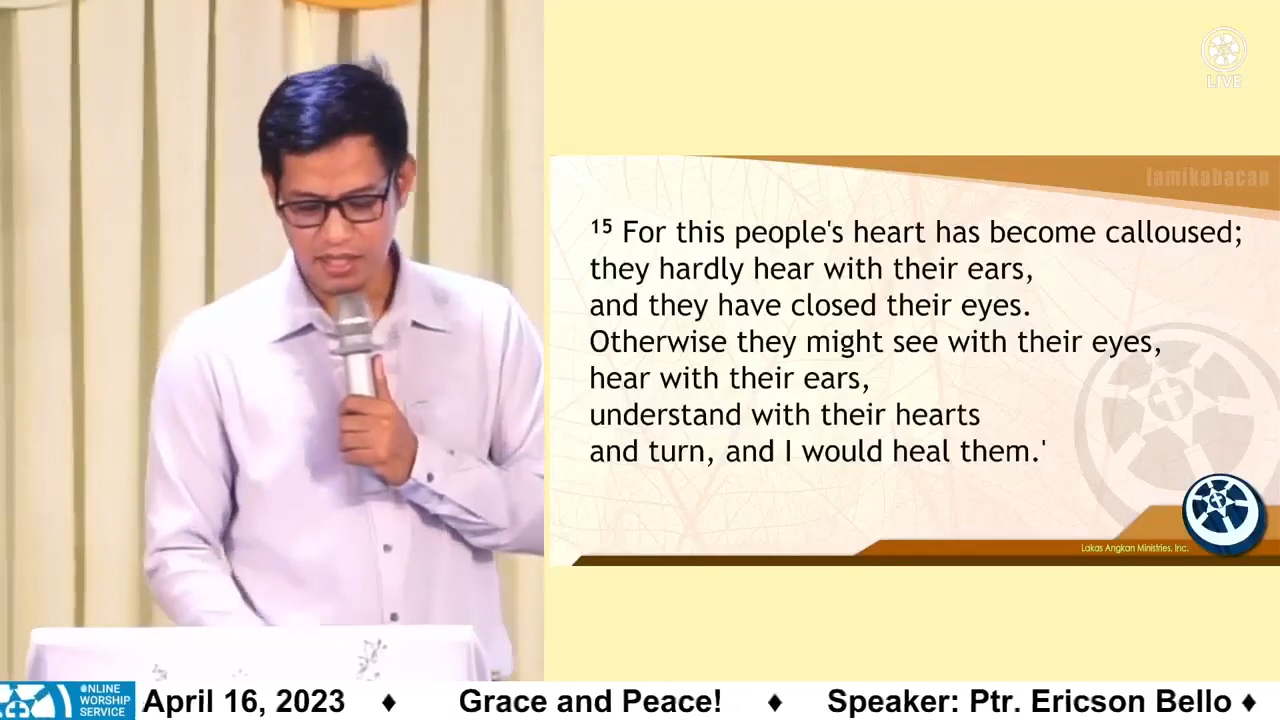 LIVE
lamikabacan
15 For this people's heart has become calloused;
they hardly hear with their ears,
and they have closed their eyes.
Otherwise they might see with their eyes,
hear with their ears,
understand with their hearts
and turn, and I would heal them.'
Lakas Angkan Ministries, Inc.
ONLINE
WORSHIP
SERVICE
April 16, 2023 ♦ Grace and Peace! ♦ Speaker: Ptr. Ericson Bello ♦